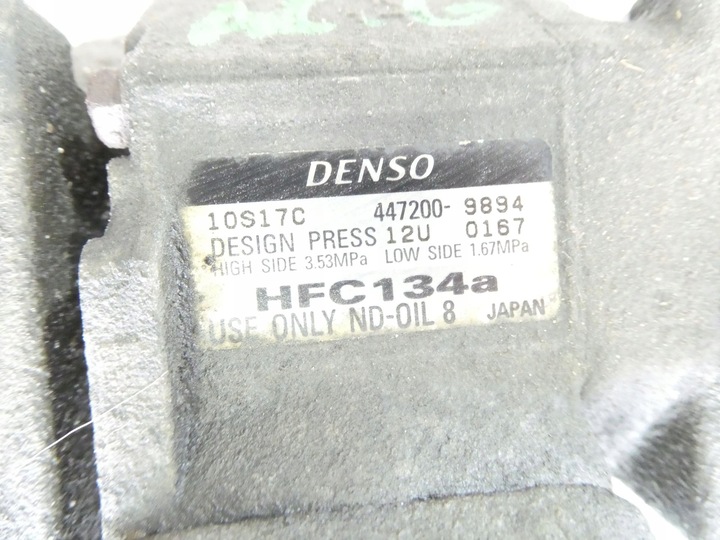 DENSO
10S17C 447200-9894
DESIGN PRESS 12U 0167
HIGH SIDE 3.53MPa LOW SIDE 1.67MPa
HFC134a
USE ONLY ND-OIL 8 JAPAN